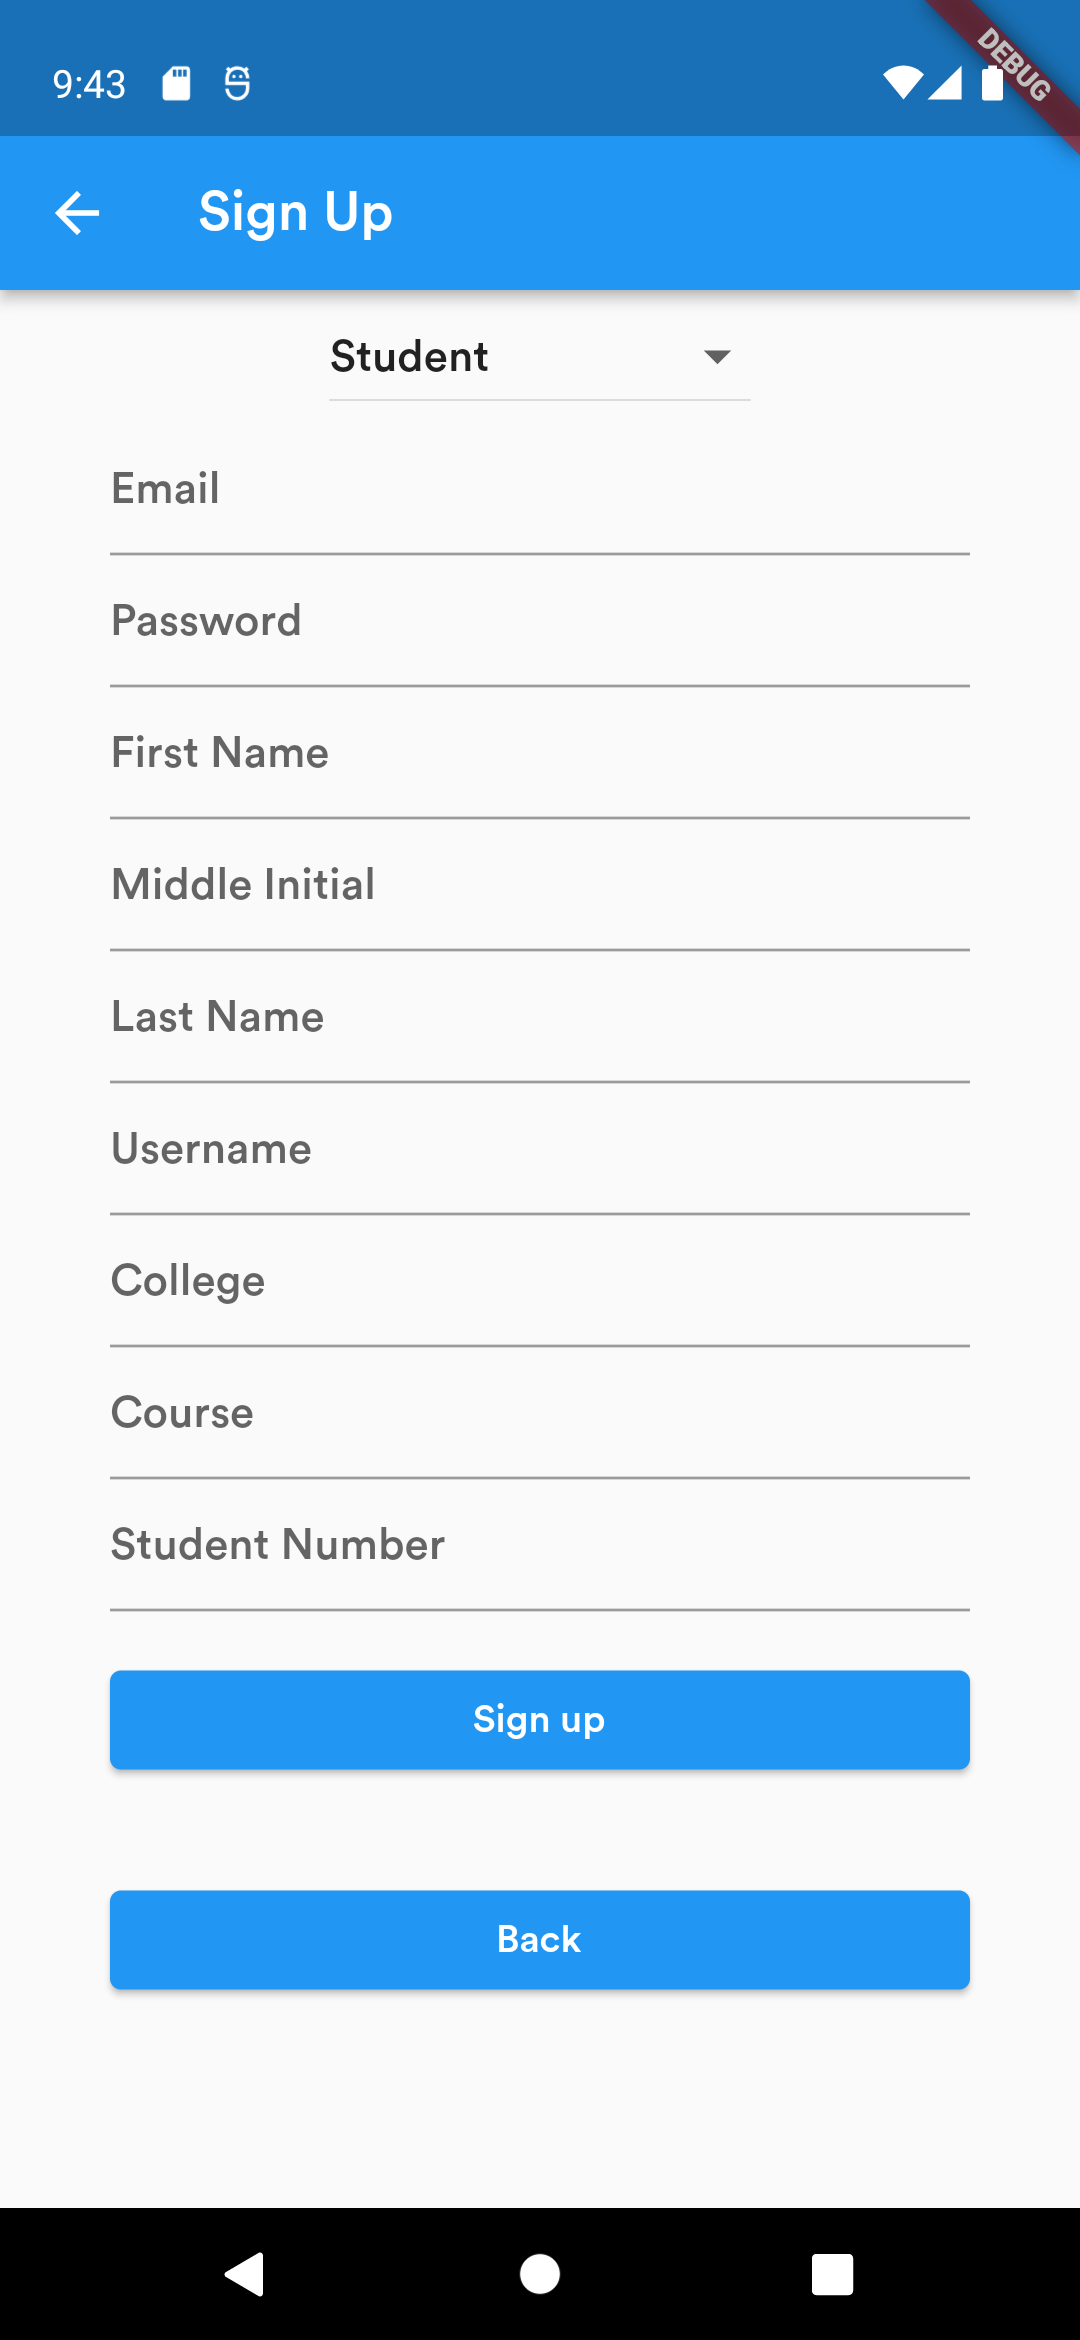 9:43
DEBUG
Sign Up
Student
Email
Password
First Name
Middle Initial
Last Name
Username
College
Course
Student Number
Sign up
Back